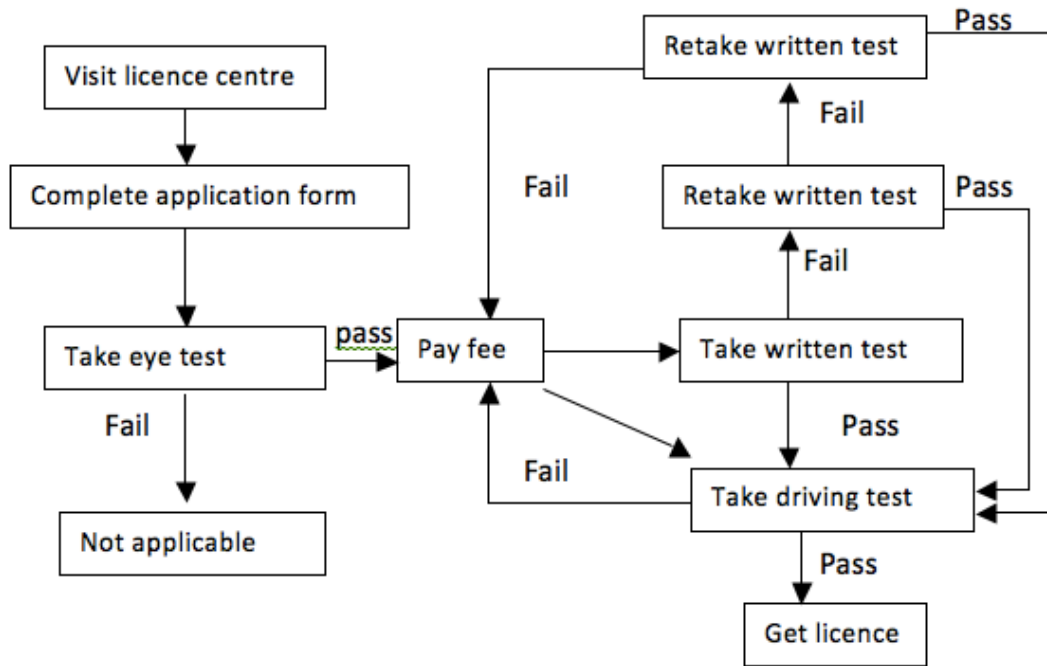 Visit licence centre
Complete application form
Take eye test
pass
Fail
Not applicable
Pay fee
Retake written test
Pass
Fail
Retake written test
Pass
Fail
Fail
Take written test
Pass
Fail
Take driving test
Pass
Get licence